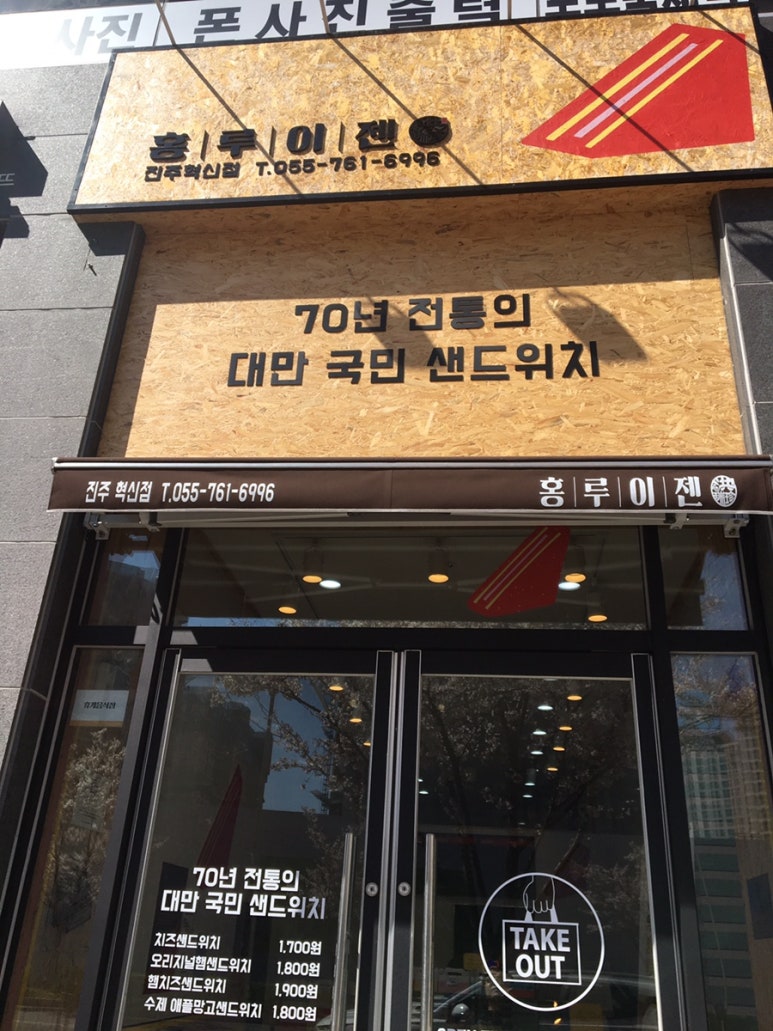 사진 폰사진출력
홍루이젠
진주혁신점 T.055-761-6996
70년 전통의
대만 국민 샌드위치
진주 혁신점 T.055-761-6996
홍루이젠
휴게음식점
70년 전통의
대만 국민 샌드위치
치즈샌드위치 1,700원
오리지널햄샌드위치 1,800원
햄치즈샌드위치 1,900원
수제 애플망고샌드위치 1,800원
TAKE
OUT